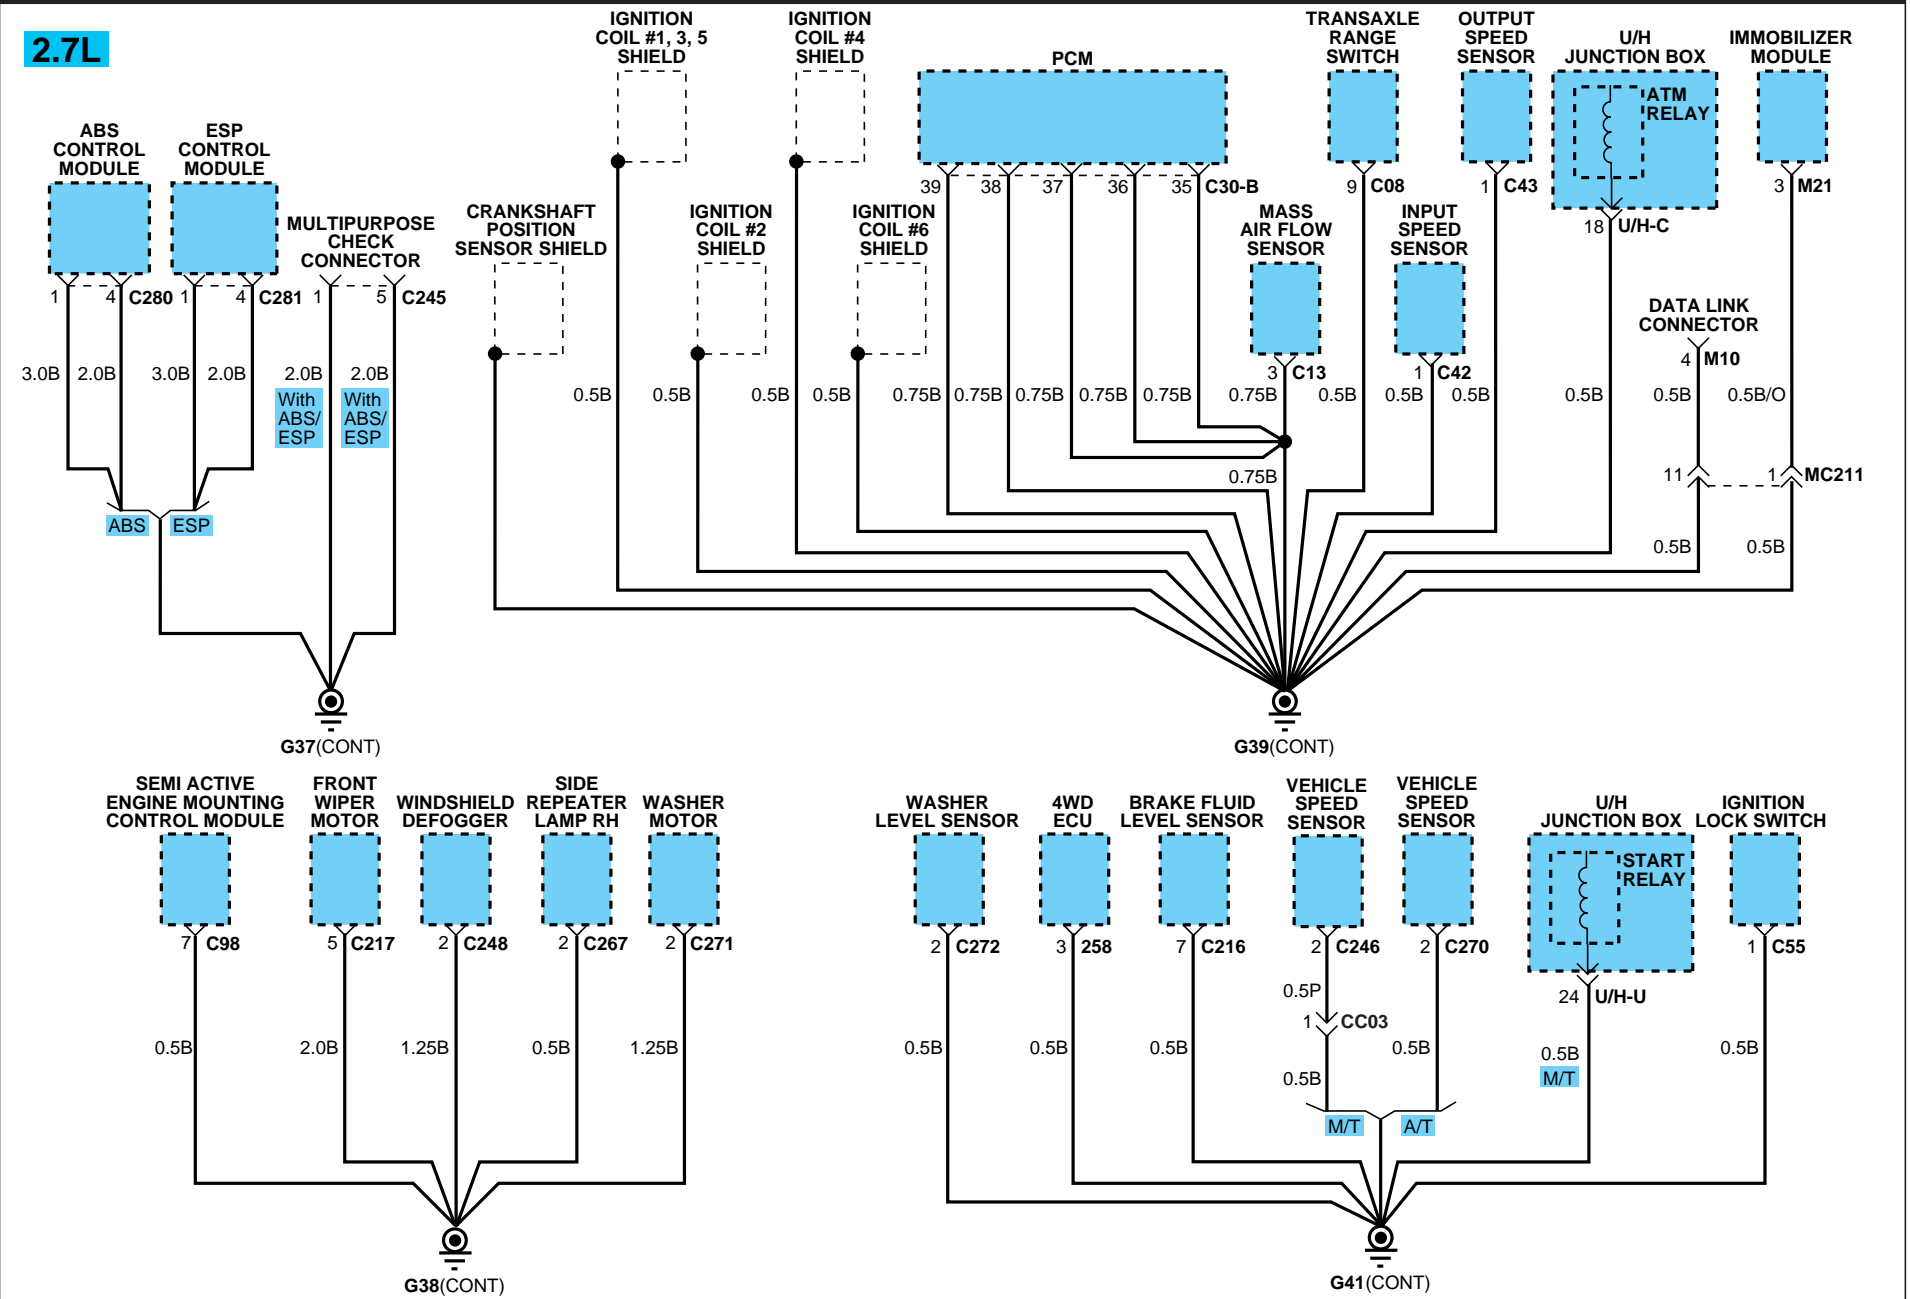 2.7L
ABS
CONTROL
MODULE
ESP
CONTROL
MODULE
MULTIPURPOSE
CHECK
CONNECTOR
1
4
C280
1
4
C281
1
5
C245
3.0B
2.0B
3.0B
2.0B
2.0B
2.0B
With
ABS/
ESP
With
ABS/
ESP
ABS
ESP
G37(CONT)
IGNITION
COIL #1, 3, 5
SHIELD
IGNITION
COIL #4
SHIELD
PCM
TRANSAXLE
RANGE
SWITCH
OUTPUT
SPEED
SENSOR
U/H
JUNCTION BOX
ATM
RELAY
IMMOBILIZER
MODULE
39
38
37
36
35
C30-B
9
C08
1
C43
18
U/H-C
3
M21
CRANKSHAFT
POSITION
SENSOR SHIELD
IGNITION
COIL #2
SHIELD
IGNITION
COIL #6
SHIELD
MASS
AIR FLOW
SENSOR
INPUT
SPEED
SENSOR
DATA LINK
CONNECTOR
3
C13
1
C42
4
M10
0.5B
0.5B
0.5B
0.5B
0.75B
0.75B
0.75B
0.75B
0.75B
0.75B
0.5B
0.5B
0.5B
0.5B
0.5B
0.5B/O
0.75B
11
1
MC211
0.5B
0.5B
G39(CONT)
SEMI ACTIVE
ENGINE MOUNTING
CONTROL MODULE
FRONT
WIPER
MOTOR
WINDSHIELD
DEFOGGER
SIDE
REPEATER
LAMP RH
WASHER
MOTOR
7
C98
5
C217
2
C248
2
C267
2
C271
0.5B
2.0B
1.25B
0.5B
1.25B
G38(CONT)
WASHER
LEVEL SENSOR
4WD
ECU
BRAKE FLUID
LEVEL SENSOR
VEHICLE
SPEED
SENSOR
VEHICLE
SPEED
SENSOR
U/H
JUNCTION BOX
START
RELAY
IGNITION
LOCK SWITCH
2
C272
3
258
7
C216
2
C246
2
C270
24
U/H-U
1
C55
0.5P
1
CC03
0.5B
0.5B
0.5B
0.5B
0.5B
0.5B
M/T
0.5B
M/T
A/T
G41(CONT)